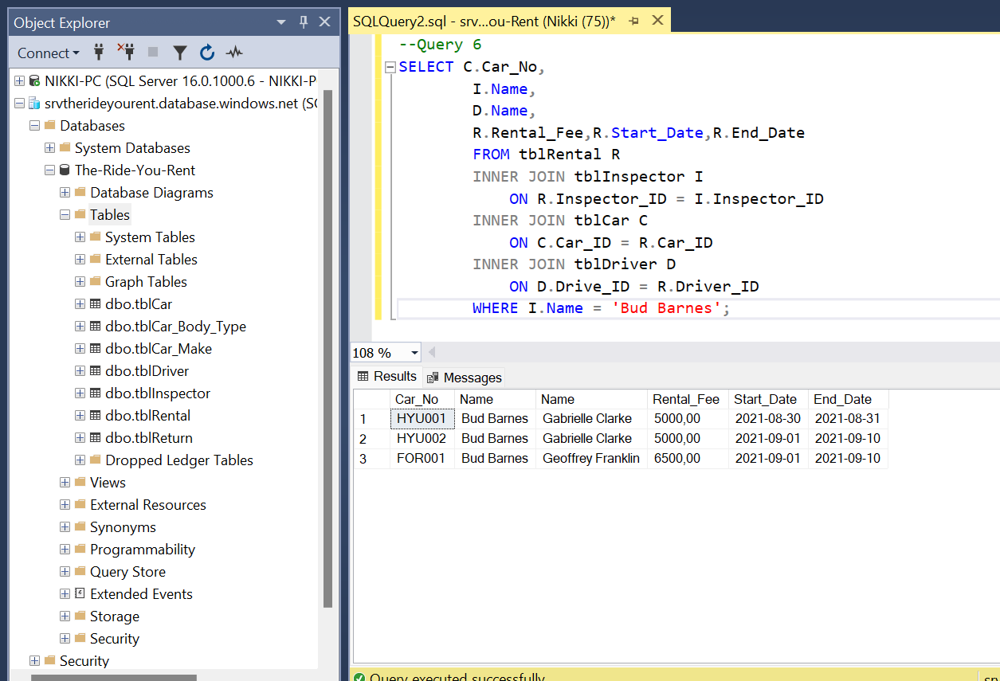 Object Explorer
Connect
NIKKI-PC (SQL Server 16.0.1000.6 - NIKKI-P
srvtherideyourent.database.windows.net (SC
Databases
System Databases
The-Ride-You-Rent
Database Diagrams
Tables
System Tables
External Tables
Graph Tables
dbo.tblCar
dbo.tblCar_Body_Type
dbo.tblCar_Make
dbo.tblDriver
dbo.tblInspector
dbo.tblRental
dbo.tblReturn
Dropped Ledger Tables
Views
External Resources
Synonyms
Programmability
Query Store
Extended Events
Storage
Security
Security
SQLQuery2.sql - srv...ou-Rent (Nikki (75))*
--Query 6
SELECT C.Car_No,
I.Name,
D.Name,
R.Rental_Fee,R.Start_Date,R.End_Date
FROM tblRental R
INNER JOIN tblInspector I
ON R.Inspector_ID = I.Inspector_ID
INNER JOIN tblCar C
ON C.Car_ID = R.Car_ID
INNER JOIN tblDriver D
ON D.Drive_ID = R.Driver_ID
WHERE I.Name = 'Bud Barnes';
108 %
Results Messages
Car_No Name Name Rental_Fee Start_Date End_Date
1 HYU001 Bud Barnes Gabrielle Clarke 5000,00 2021-08-30 2021-08-31
2 HYU002 Bud Barnes Gabrielle Clarke 5000,00 2021-09-01 2021-09-10
3 FOR001 Bud Barnes Geoffrey Franklin 6500,00 2021-09-01 2021-09-10
Query executed successfully